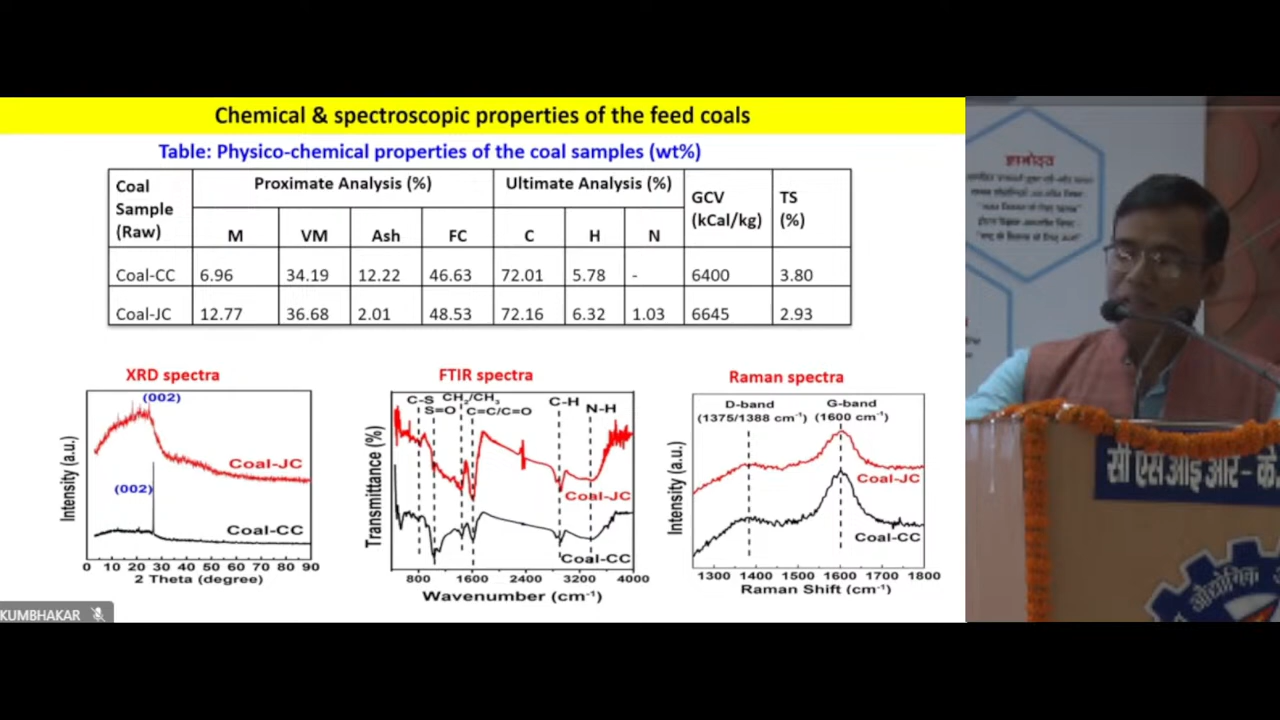 Chemical & spectroscopic properties of the feed coals
Table: Physico-chemical properties of the coal samples (wt%)
Coal Sample (Raw) Proximate Analysis (%) Ultimate Analysis (%) GCV (kCal/kg) TS (%)
M VM Ash FC C H N
Coal-CC 6.96 34.19 12.22 46.63 72.01 5.78 - 6400 3.80
Coal-JC 12.77 36.68 2.01 48.53 72.16 6.32 1.03 6645 2.93
XRD spectra
(002)
Coal-JC
(002)
Coal-CC
Intensity (a.u.)
0 10 20 30 40 50 60 70 80 90
2 Theta (degree)
FTIR spectra
C-S
S=O
CH2/CH3
C=C/C=O
C-H
N-H
Coal-JC
Coal-CC
Transmittance (%)
800 1600 2400 3200 4000
Wavenumber (cm-1)
Raman spectra
D-band
(1375/1388 cm-1)
G-band
(1600 cm-1)
Coal-JC
Coal-CC
Intensity (a.u.)
1300 1400 1500 1600 1700 1800
Raman Shift (cm-1)
KUMBHAKAR
ज्ञानोदय
सी एस आई आर - के.
औद्योगिक